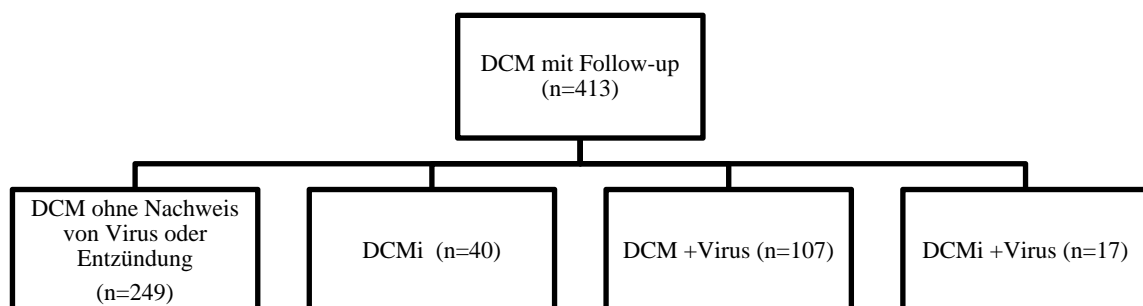 DCM mit Follow-up
(n=413)
DCM ohne Nachweis
von Virus oder
Entzündung
(n=249)
DCMi (n=40)
DCM +Virus (n=107)
DCMi +Virus (n=17)